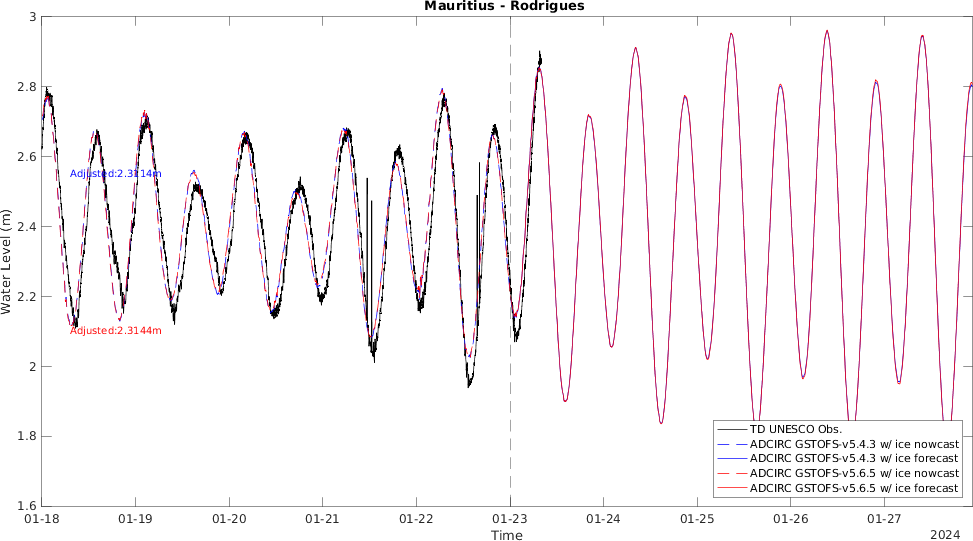 Mauritius - Rodrigues
3
2.8
2.6
2.4
2.2
2
1.8
1.6
Water Level (m)
Adjusted:2.3114m
Adjusted:2.3144m
TD UNESCO Obs.
ADCIRC GSTOFS-v5.4.3 w/ ice nowcast
ADCIRC GSTOFS-v5.4.3 w/ ice forecast
ADCIRC GSTOFS-v5.6.5 w/ ice nowcast
ADCIRC GSTOFS-v5.6.5 w/ ice forecast
01-18 01-19 01-20 01-21 01-22 01-23 01-24 01-25 01-26 01-27
Time
2024